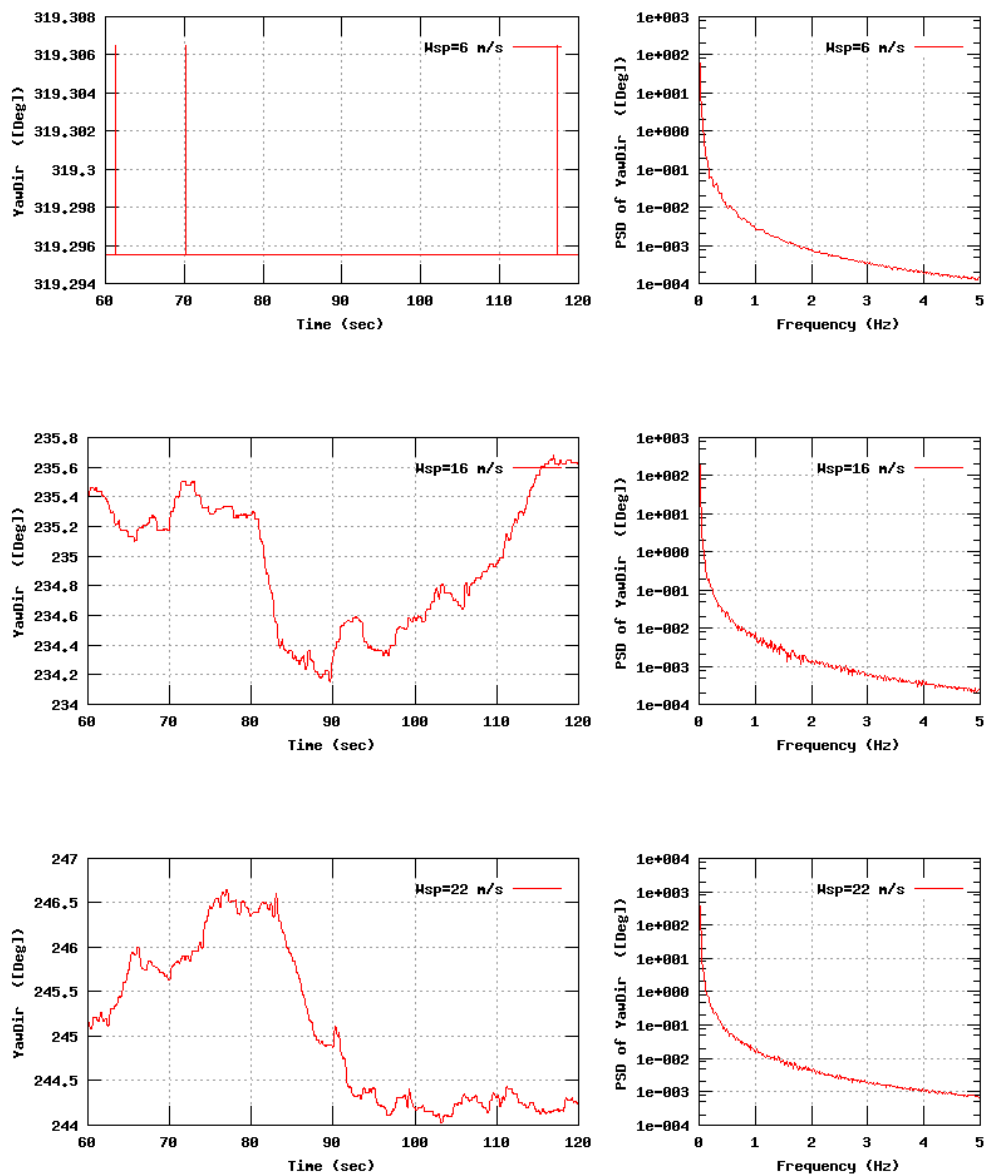 319.308
319.306
319.304
319.302
319.3
319.298
319.296
319.294
YawDir ([Deg])
Wsp=6 m/s
60 70 80 90 100 110 120
Time (sec)
1e+003
1e+002
1e+001
1e+000
1e-001
1e-002
1e-003
1e-004
PSD of YawDir ([Deg])
Wsp=6 m/s
0 1 2 3 4 5
Frequency (Hz)
235.8
235.6
235.4
235.2
235
234.8
234.6
234.4
234.2
234
YawDir ([Deg])
Wsp=16 m/s
60 70 80 90 100 110 120
Time (sec)
1e+003
1e+002
1e+001
1e+000
1e-001
1e-002
1e-003
1e-004
PSD of YawDir ([Deg])
Wsp=16 m/s
0 1 2 3 4 5
Frequency (Hz)
247
246.5
246
245.5
245
244.5
244
YawDir ([Deg])
Wsp=22 m/s
60 70 80 90 100 110 120
Time (sec)
1e+004
1e+003
1e+002
1e+001
1e+000
1e-001
1e-002
1e-003
1e-004
PSD of YawDir ([Deg])
Wsp=22 m/s
0 1 2 3 4 5
Frequency (Hz)